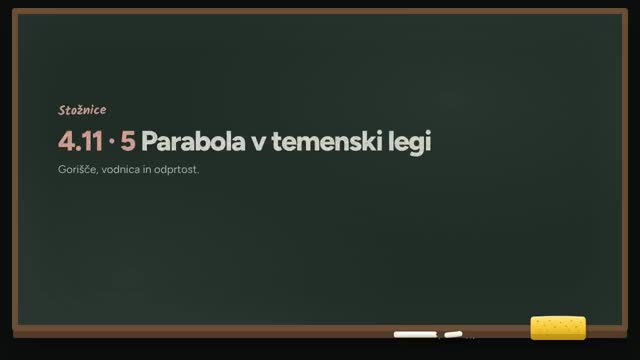 Stožnice
4.11 · 5 Parabola v temenski legi
Gorišče, vodnica in odprtost.